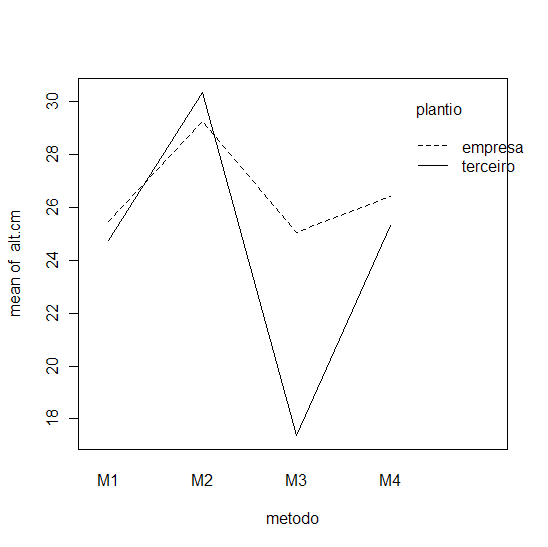 plantio
empresa
terceiro
mean of alt.cm
30
28
26
24
22
20
18
M1 M2 M3 M4
metodo